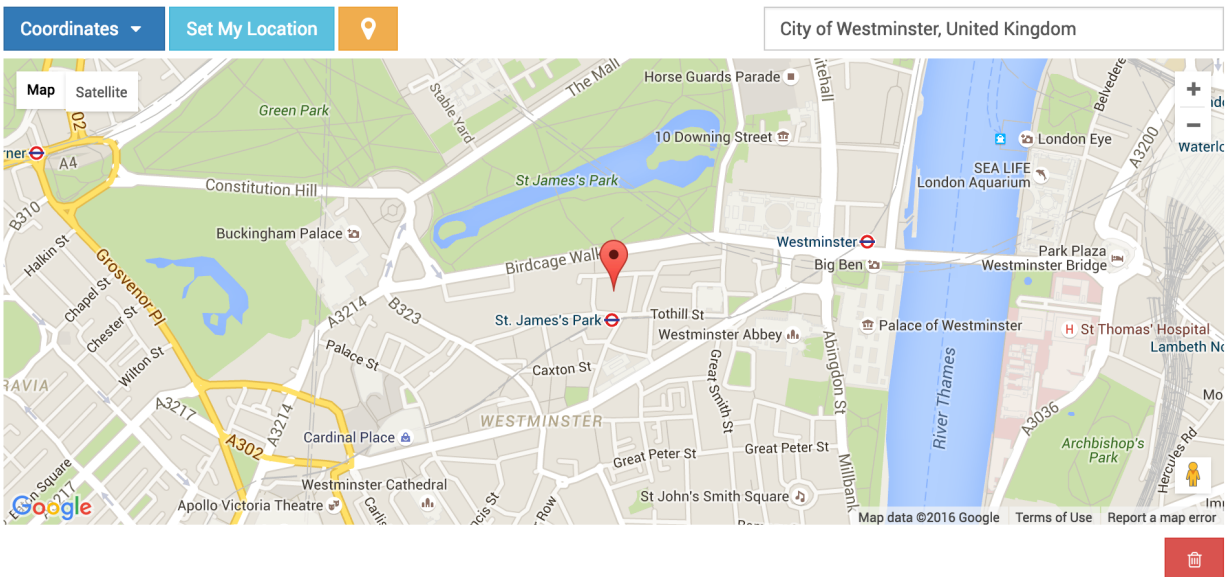 Coordinates
Set My Location
City of Westminster, United Kingdom
Map
Satellite
The Mall
Horse Guards Parade
Stable Yard
Green Park
10 Downing Street
London Eye
Belvedere
A3200
A4
SEA LIFE
London Aquarium
St James's Park
Constitution Hill
B310
Buckingham Palace
Halkin St
Grosvenor Pl
Birdcage Walk
Westminster
Big Ben
Park Plaza
Westminster Bridge
Chapel St
Chester St
A3214
B323
St. James's Park
Tothill St
Westminster Abbey
Palace of Westminster
St Thomas' Hospital
Abingdon St
Wilton St
Palace St
Caxton St
Great Smith St
River Thames
A3217
A3214
WESTMINSTER
A3036
A302
Cardinal Place
Great Peter St
Great Peter St
Archbishop's
Park
Hercules Rd
Millbank
Westminster Cathedral
Apollo Victoria Theatre
St John's Smith Square
Google
Map data ©2016 Google
Terms of Use
Report a map error